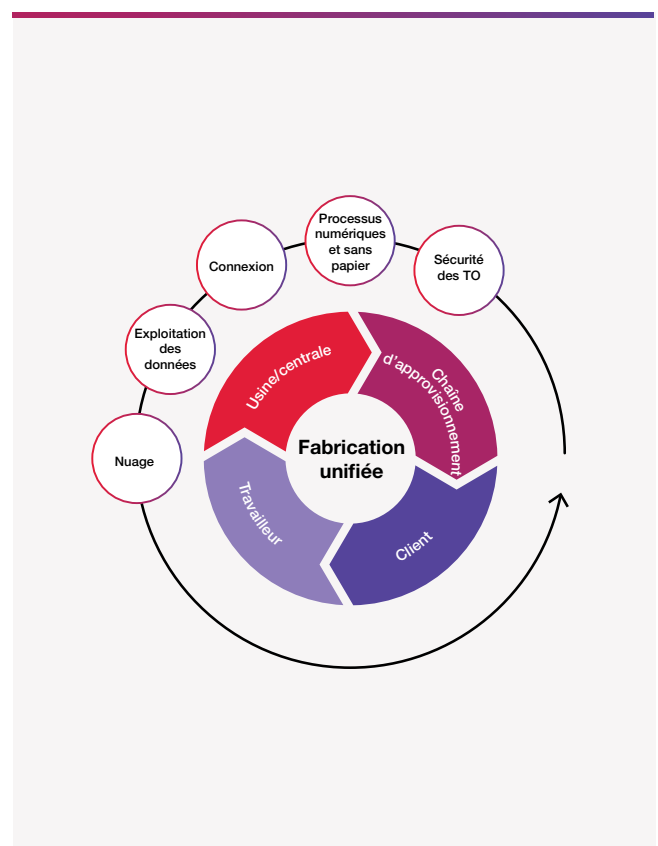 Processus
numériques
et sans
papier
Connexion
Sécurité
des TO
Exploitation
des
données
Nuage
Usine/centrale
Chaîne
d'approvisionnement
Fabrication
unifiée
Travailleur
Client